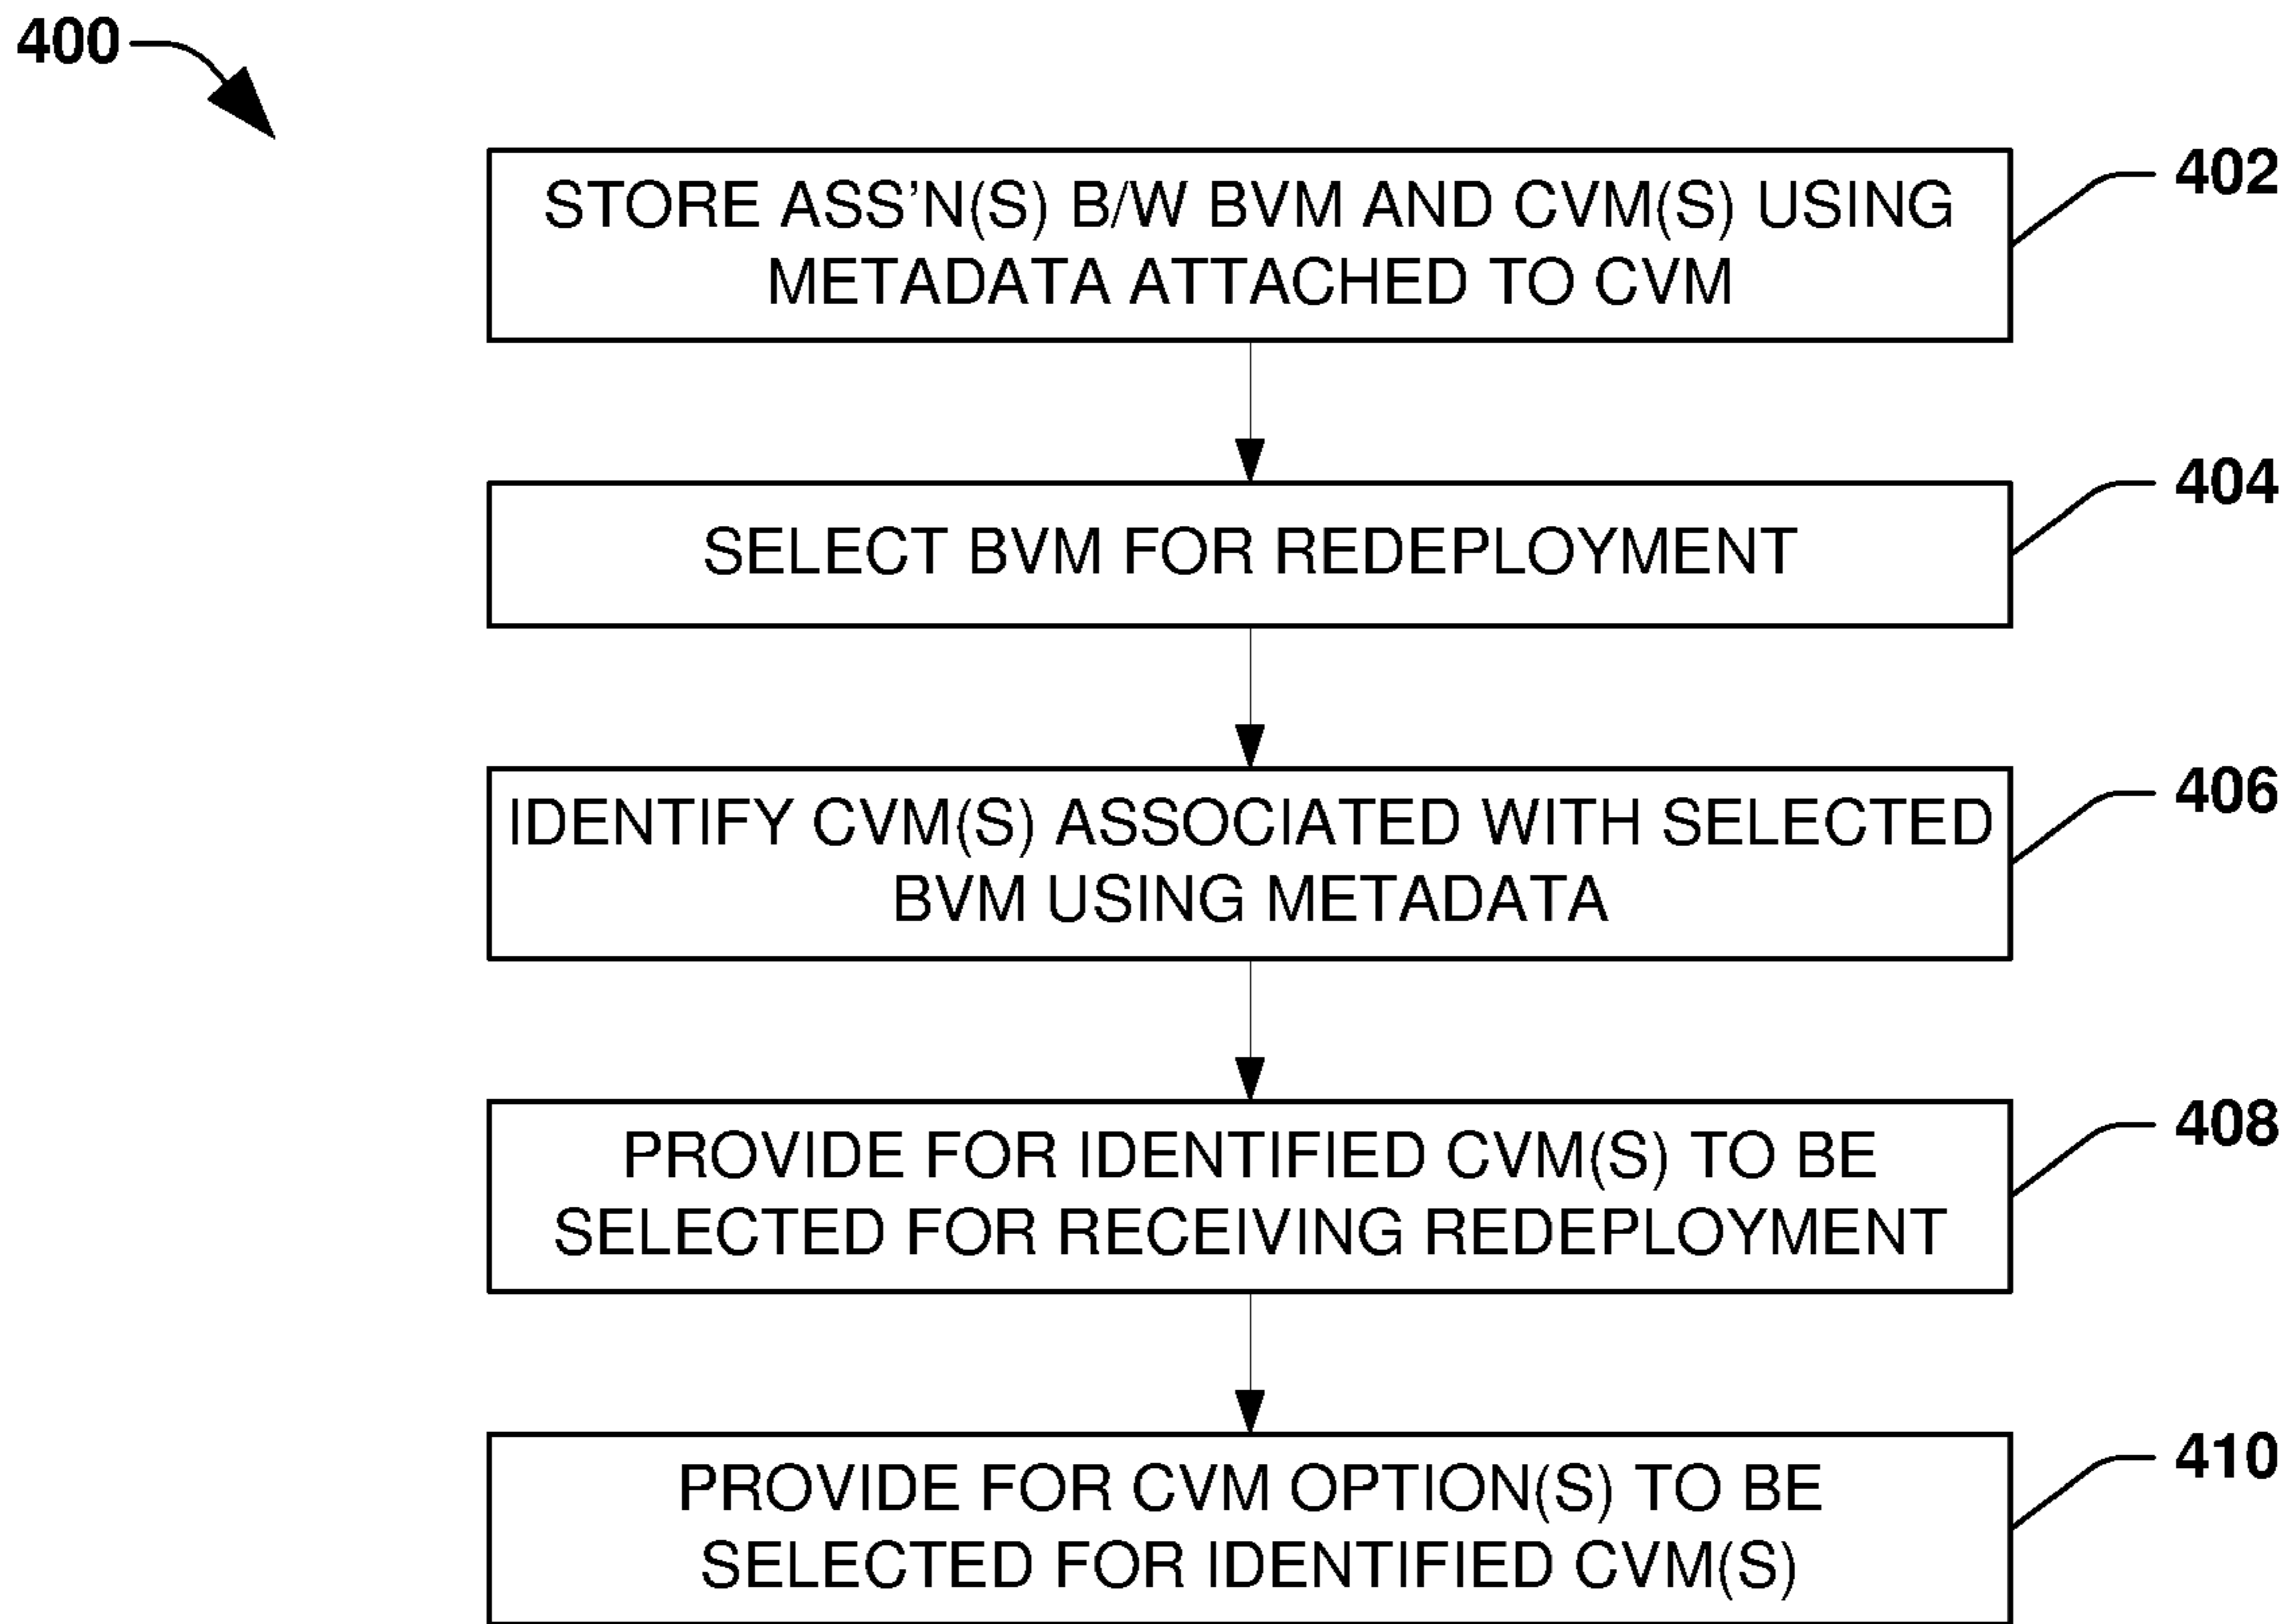 400
STORE ASS’N(S) B/W BVM AND CVM(S) USING
METADATA ATTACHED TO CVM
402
SELECT BVM FOR REDEPLOYMENT
404
IDENTIFY CVM(S) ASSOCIATED WITH SELECTED
BVM USING METADATA
406
PROVIDE FOR IDENTIFIED CVM(S) TO BE
SELECTED FOR RECEIVING REDEPLOYMENT
408
PROVIDE FOR CVM OPTION(S) TO BE
SELECTED FOR IDENTIFIED CVM(S)
410